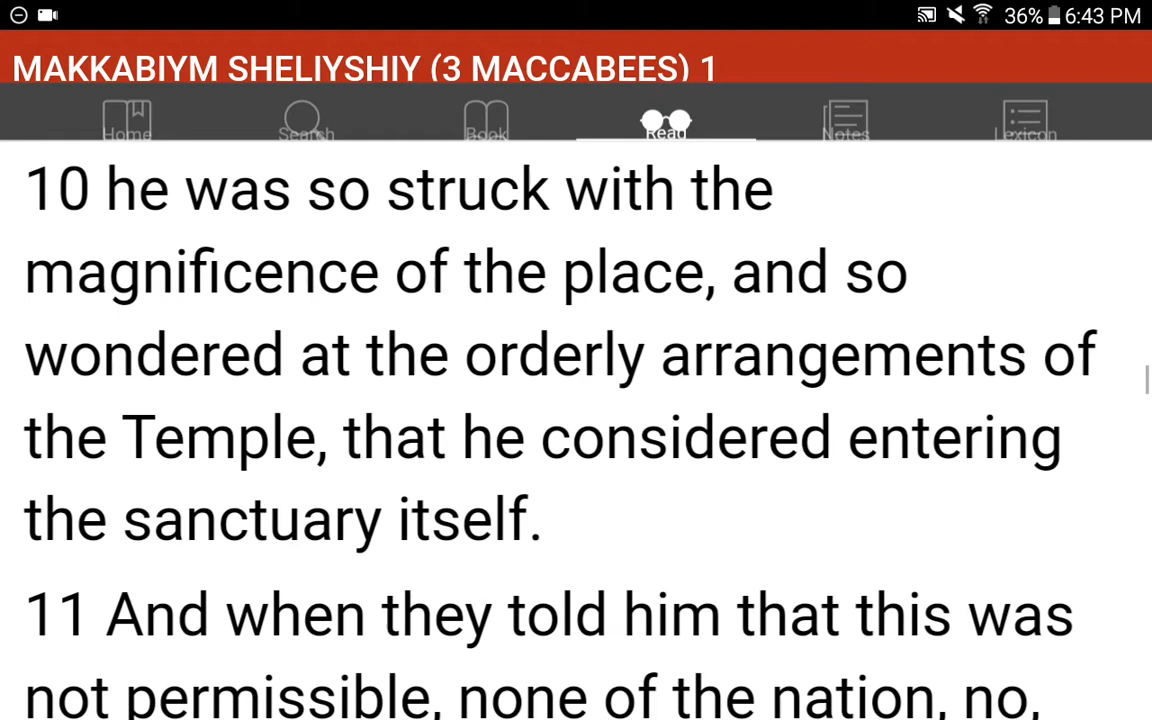 36% 6:43 PM
MAKKABIYM SHELIYSHIY (3 MACCABEES) 1
Home Search Book Read Notes Lexicon
10 he was so struck with the
magnificence of the place, and so
wondered at the orderly arrangements of
the Temple, that he considered entering
the sanctuary itself.
11 And when they told him that this was
not permissible, none of the nation, no,